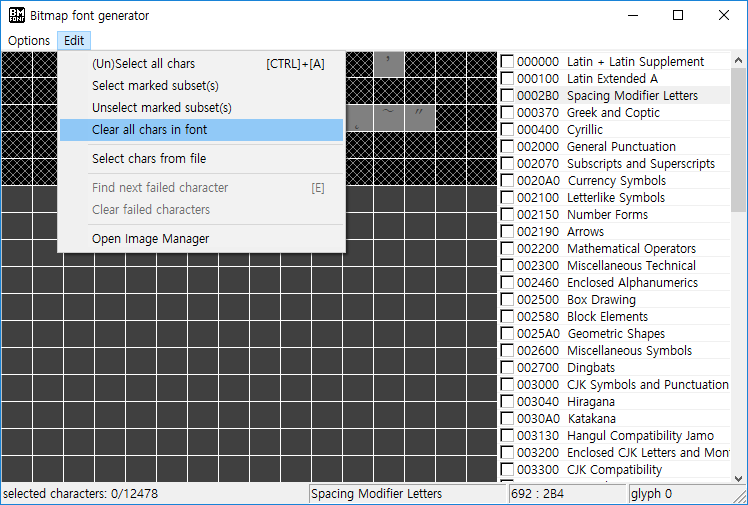 BM FONT Bitmap font generator
Options Edit
(Un)Select all chars [CTRL]+[A]
Select marked subset(s)
Unselect marked subset(s)
Clear all chars in font
Select chars from file
Find next failed character [E]
Clear failed characters
Open Image Manager
000000 Latin + Latin Supplement
000100 Latin Extended A
0002B0 Spacing Modifier Letters
000370 Greek and Coptic
000400 Cyrillic
002000 General Punctuation
002070 Subscripts and Superscripts
0020A0 Currency Symbols
002100 Letterlike Symbols
002150 Number Forms
002190 Arrows
002200 Mathematical Operators
002300 Miscellaneous Technical
002460 Enclosed Alphanumerics
002500 Box Drawing
002580 Block Elements
0025A0 Geometric Shapes
002600 Miscellaneous Symbols
002700 Dingbats
003000 CJK Symbols and Punctuation
003040 Hiragana
0030A0 Katakana
003130 Hangul Compatibility Jamo
003200 Enclosed CJK Letters and Mon
003300 CJK Compatibility
selected characters: 0/12478 Spacing Modifier Letters 692 : 2B4 glyph 0